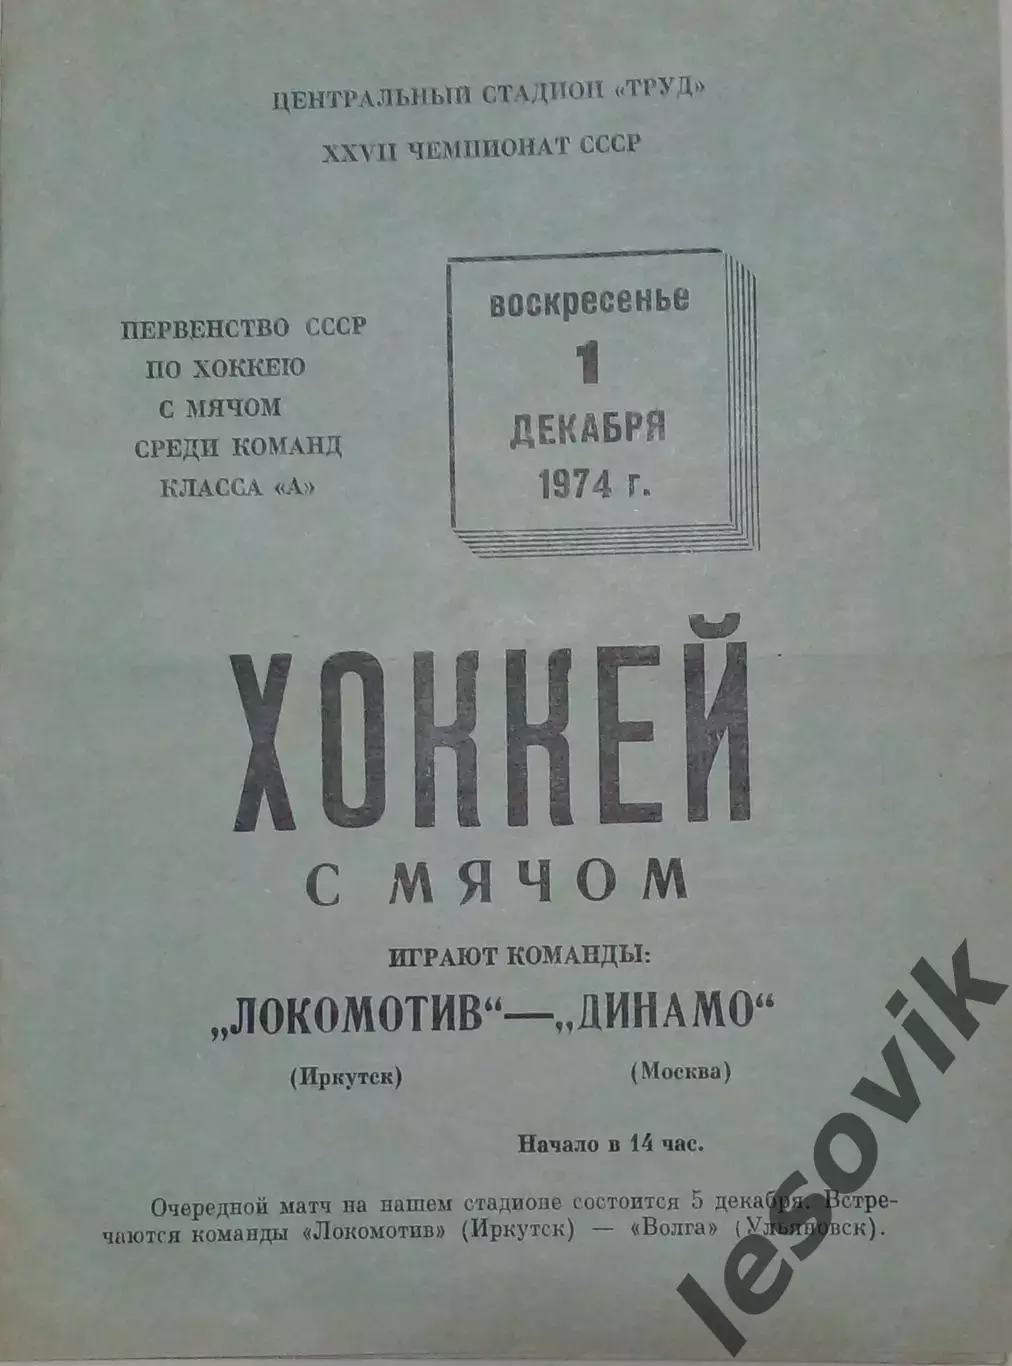 ЦЕНТРАЛЬНЫЙ СТАДИОН «ТРУД»
XXVII ЧЕМПИОНАТ СССР
ПЕРВЕНСТВО СССР
ПО ХОККЕЮ
С МЯЧОМ
СРЕДИ КОМАНД
КЛАССА «А»
воскресенье
1
ДЕКАБРЯ
1974 г.
ХОККЕЙ
С МЯЧОМ
ИГРАЮТ КОМАНДЫ:
„ЛОКОМОТИВ“—„ДИНАМО“
(Иркутск) (Москва)
Начало в 14 час.
Очередной матч на нашем стадионе состоится 5 декабря. Встре-
чаются команды «Локомотив» (Иркутск) — «Волга» (Ульяновск).
lesovik